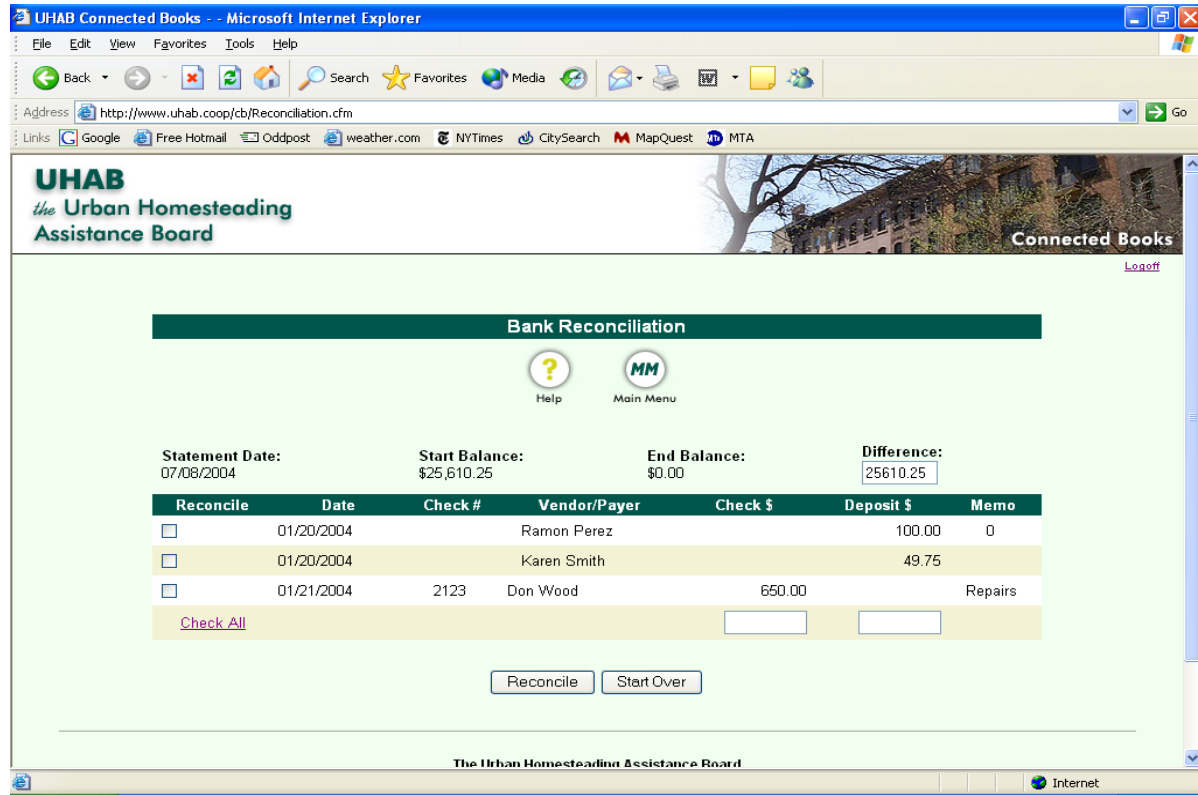 UHAB Connected Books - - Microsoft Internet Explorer
File Edit View Favorites Tools Help
Back Search Favorites Media
Address http://www.uhab.coop/cb/Reconciliation.cfm Go
Links Google Free Hotmail Oddpost weather.com NYTimes CitySearch MapQuest MTA
UHAB
the Urban Homesteading
Assistance Board
Connected Books
Logoff
Bank Reconciliation
? MM
Help Main Menu
Statement Date: Start Balance: End Balance: Difference:
07/08/2004 $25,610.25 $0.00 25610.25
Reconcile Date Check # Vendor/Payer Check $ Deposit $ Memo
01/20/2004 Ramon Perez 100.00 0
01/20/2004 Karen Smith 49.75
01/21/2004 2123 Don Wood 650.00 Repairs
Check All
Reconcile Start Over
The Urban Homesteading Assistance Board
Internet